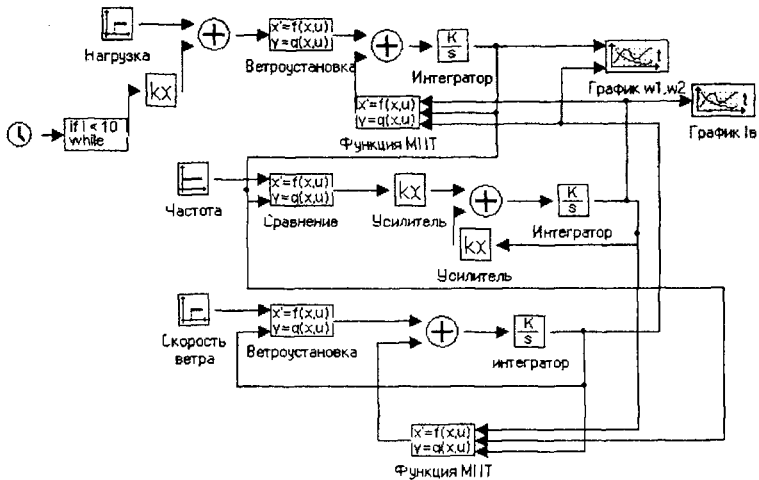 Нагрузка
kx
if I < 10
while
x'=f(x,u)
y=q(x,u)
Ветроустановка
K
s
Интегратор
x'=f(x,u)
y=q(x,u)
Функция МПТ
t
График w1,w2
t
График Iв
Частота
x'=f(x,u)
y=q(x,u)
Сравнение
kx
Усилитель
K
s
Интегратор
kx
Усилитель
Скорость
ветра
x'=f(x,u)
y=q(x,u)
Ветроустановка
K
s
интегратор
x'=f(x,u)
y=q(x,u)
Функция МПТ